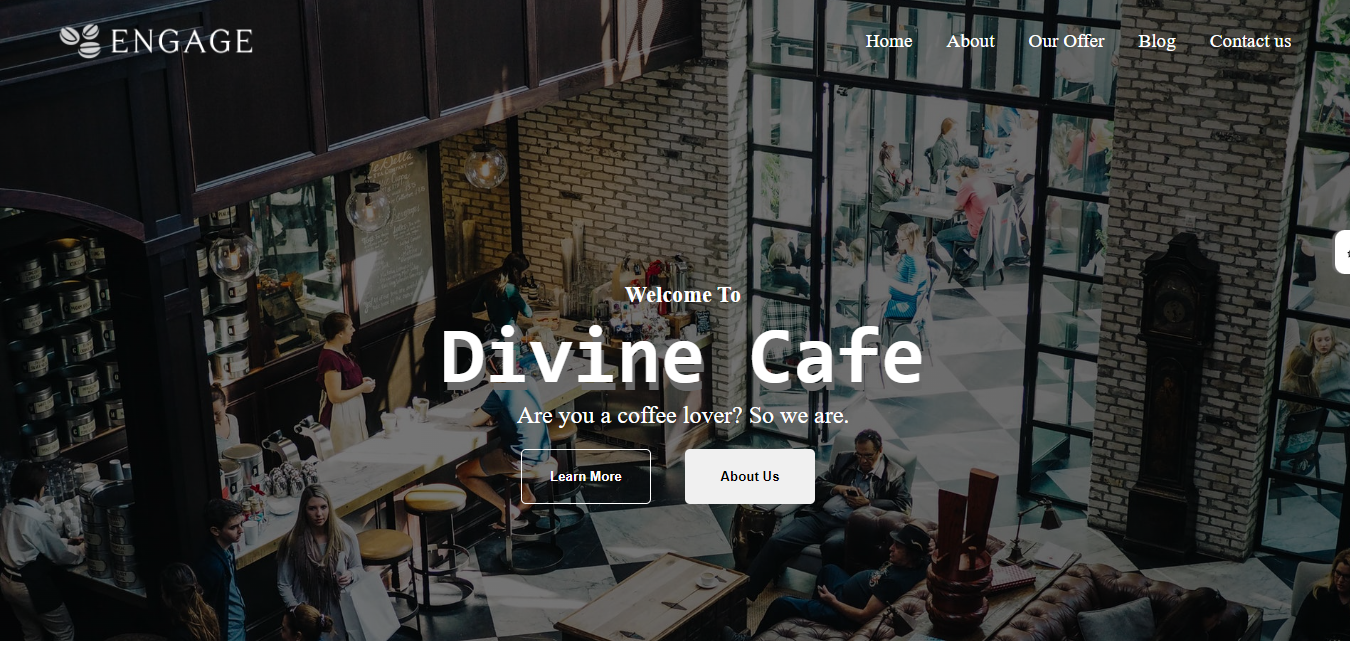 ENGAGE
Home About Our Offer Blog Contact us
Welcome To
Divine Cafe
Are you a coffee lover? So we are.
Learn More About Us